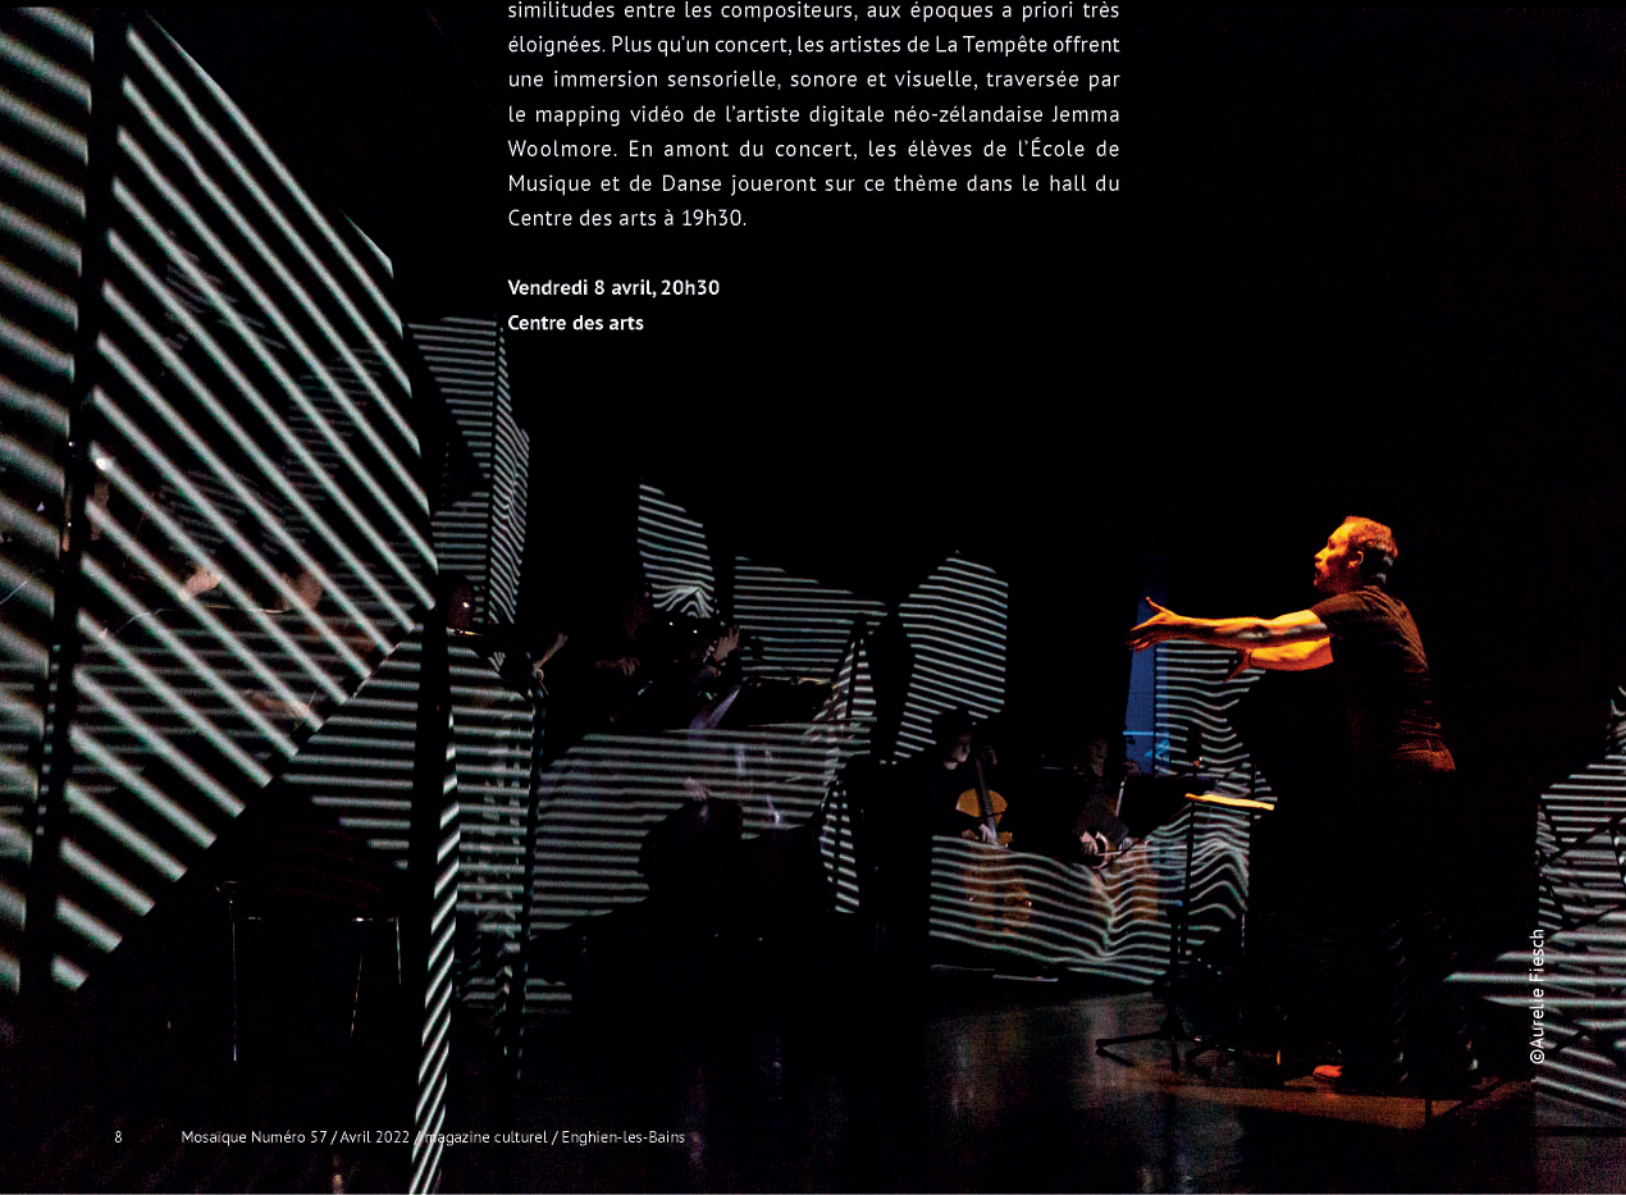 similitudes entre les compositeurs, aux époques a priori très
éloignées. Plus qu'un concert, les artistes de La Tempête offrent
une immersion sensorielle, sonore et visuelle, traversée par
le mapping vidéo de l'artiste digitale néo-zélandaise Jemma
Woolmore. En amont du concert, les élèves de l'École de
Musique et de Danse joueront sur ce thème dans le hall du
Centre des arts à 19h30.
Vendredi 8 avril, 20h30
Centre des arts
©Aurelie Fiesch
8 Mosaïque Numéro 57 / Avril 2022 / magazine culturel / Enghien-les-Bains